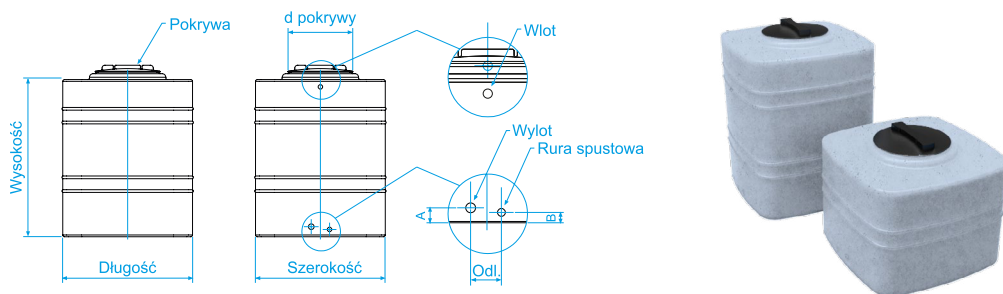 Pokrywa
d pokrywy
Wlot
Wysokość
Wylot
Rura spustowa
A
B
Długość
Szerokość
Odl.